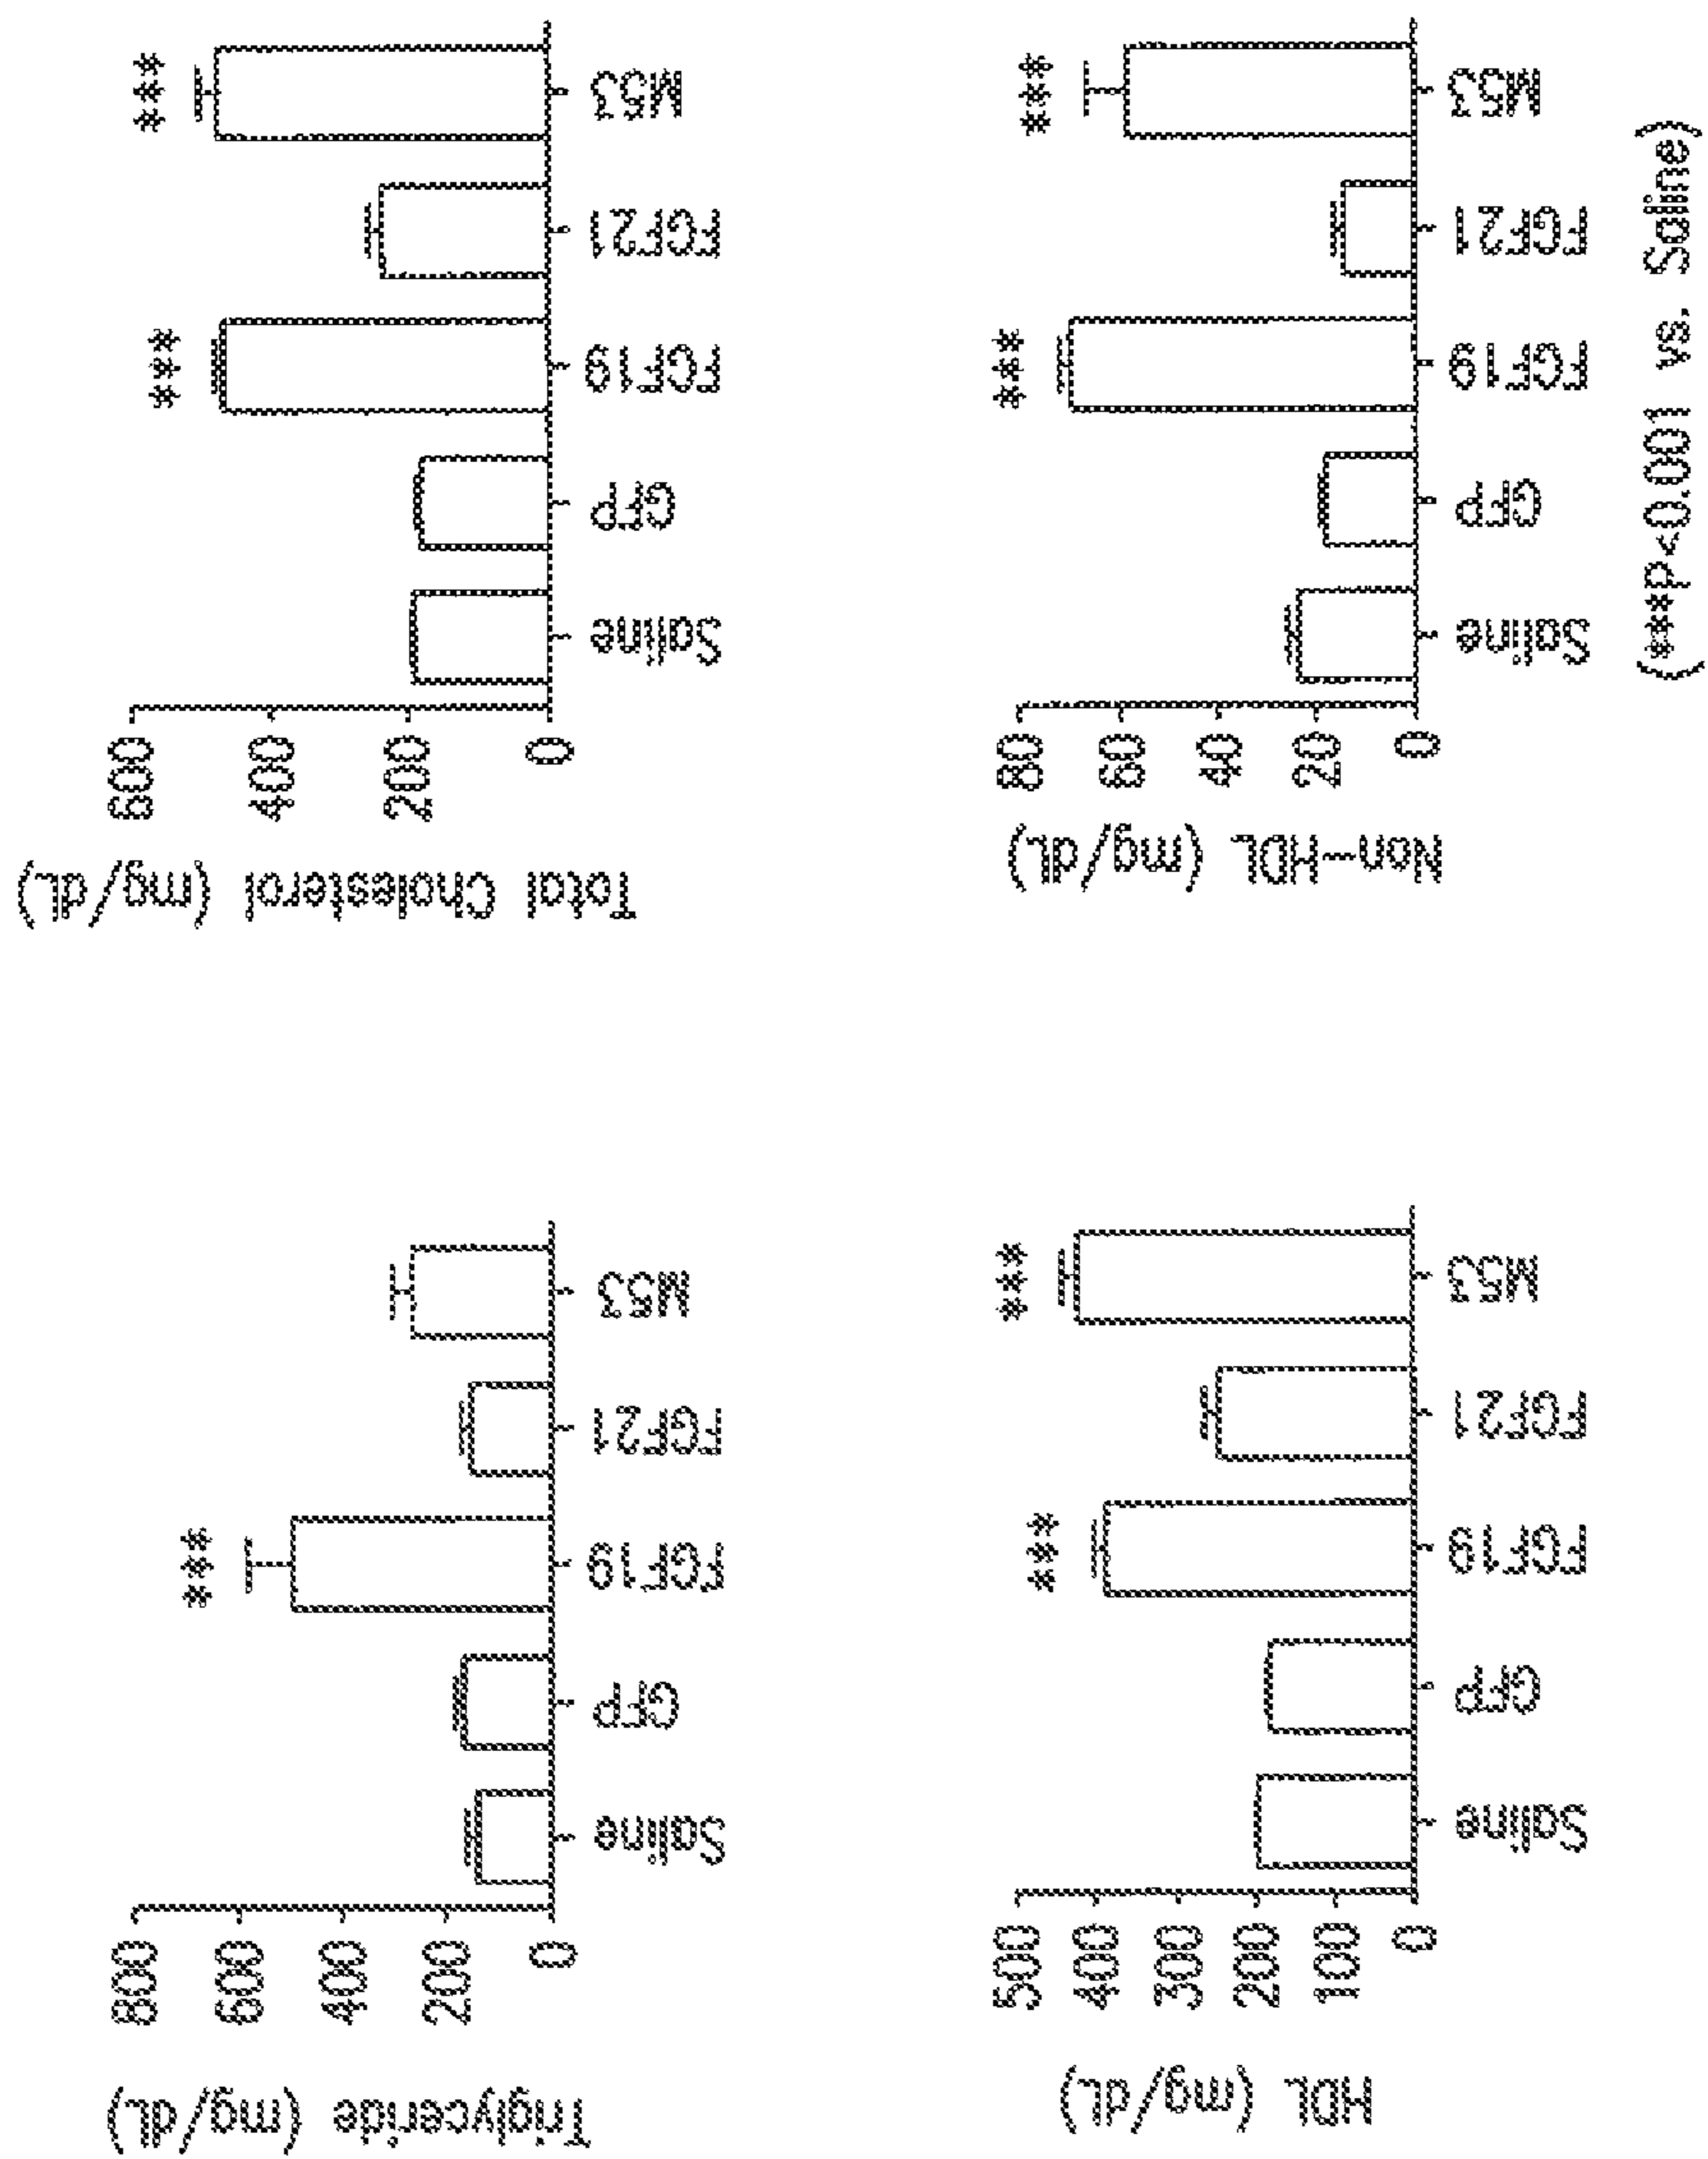 Triglyceride (mg/dL)
800
600
400
200
0
***
Saline
GFP
FGF19
FGF21
M53
Total Cholesterol (mg/dL)
600
400
200
0
***
***
Saline
GFP
FGF19
FGF21
M53
HDL (mg/dL)
500
400
300
200
100
0
***
***
Saline
GFP
FGF19
FGF21
M53
Non-HDL (mg/dL)
80
60
40
20
0
***
***
Saline
GFP
FGF19
FGF21
M53
(***P<0.001 vs. Saline)